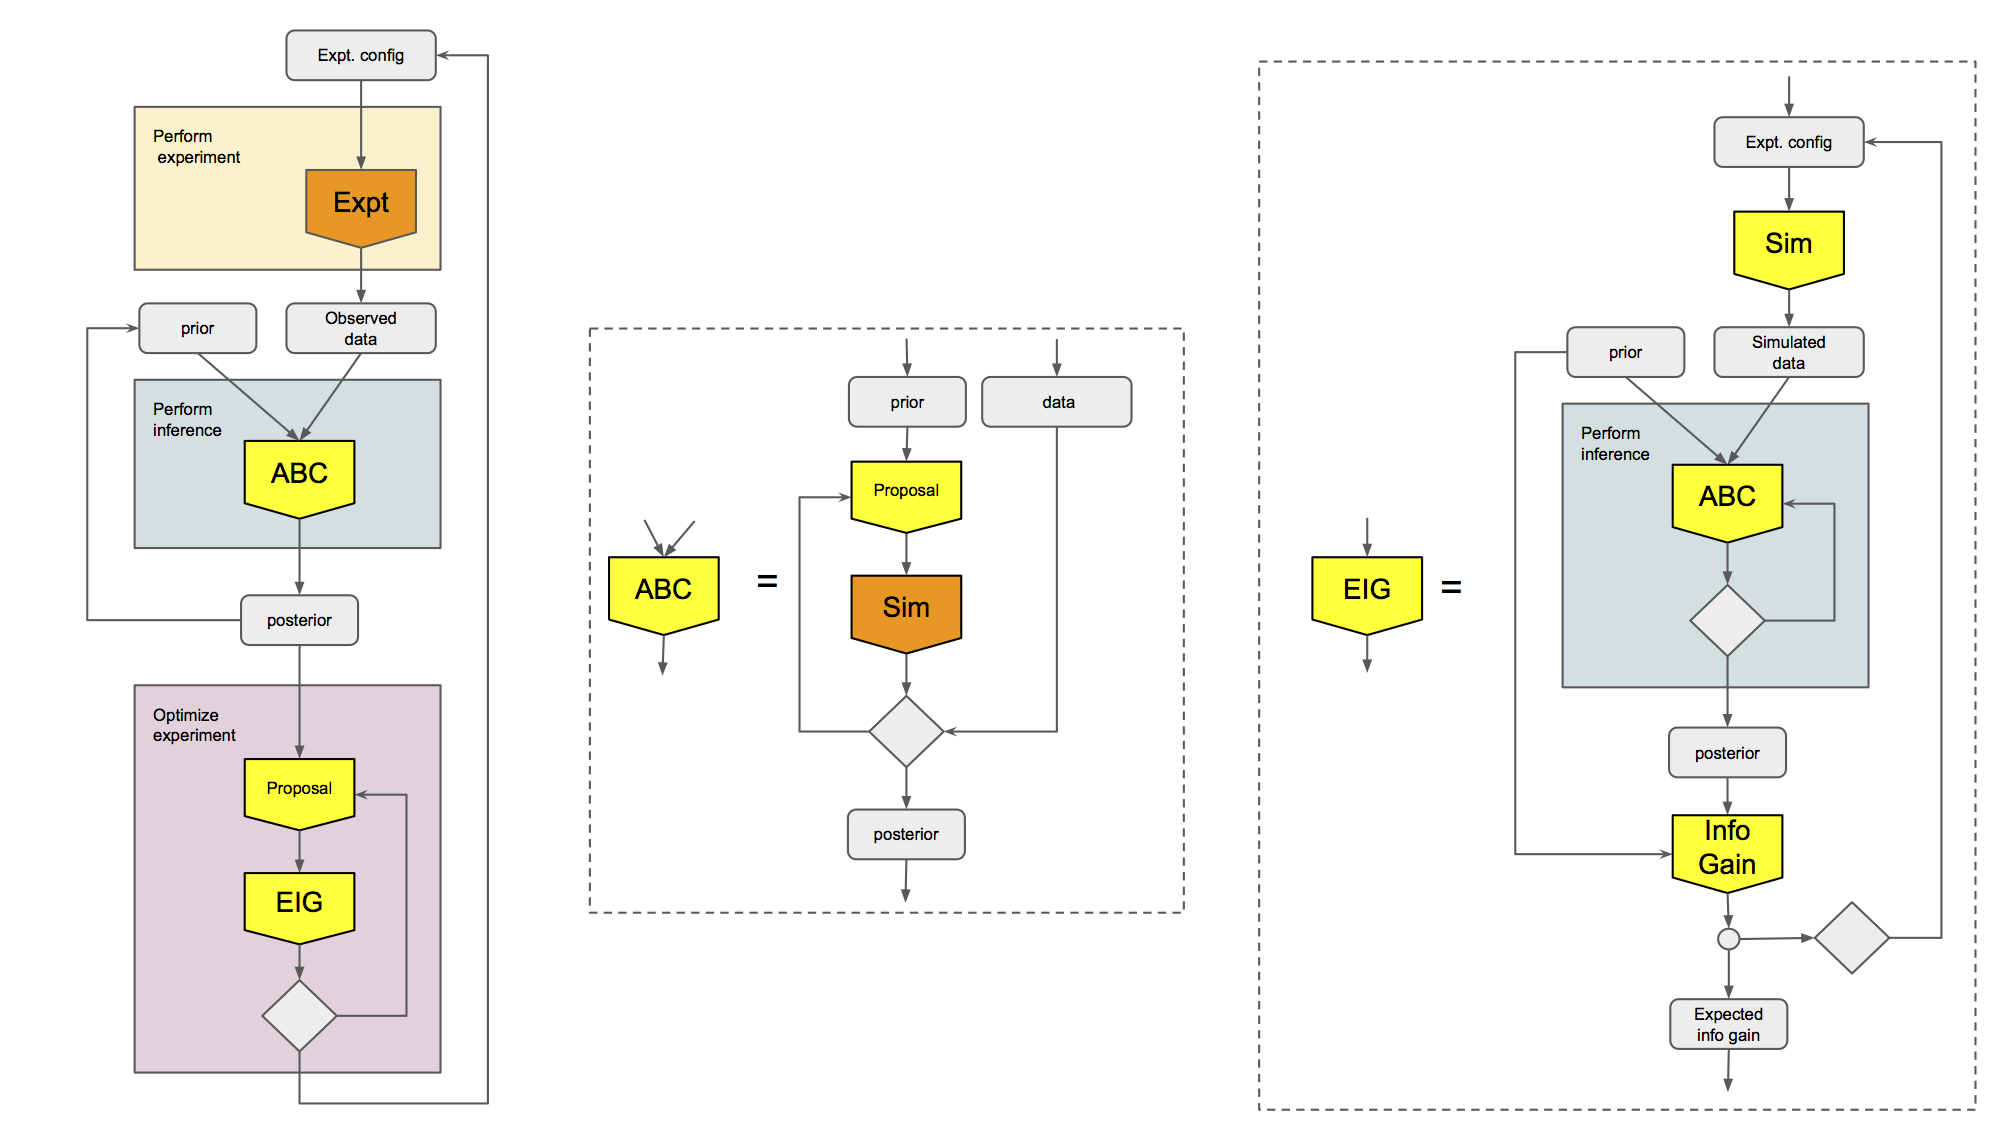 Expt. config
Perform
experiment
Expt
prior
Observed
data
Perform
inference
ABC
posterior
Optimize
experiment
Proposal
EIG
ABC
=
prior
data
Proposal
Sim
posterior
EIG
=
Expt. config
Sim
prior
Simulated
data
Perform
inference
ABC
posterior
Info
Gain
Expected
info gain